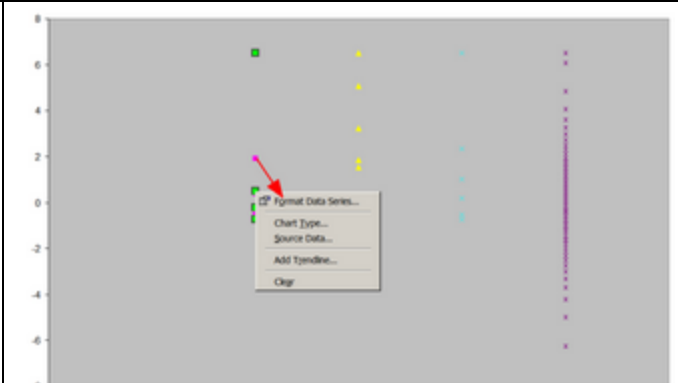 8
6
4
2
0
-2
-4
-6
Format Data Series...
Chart Type...
Source Data...
Add Trendline...
Clear